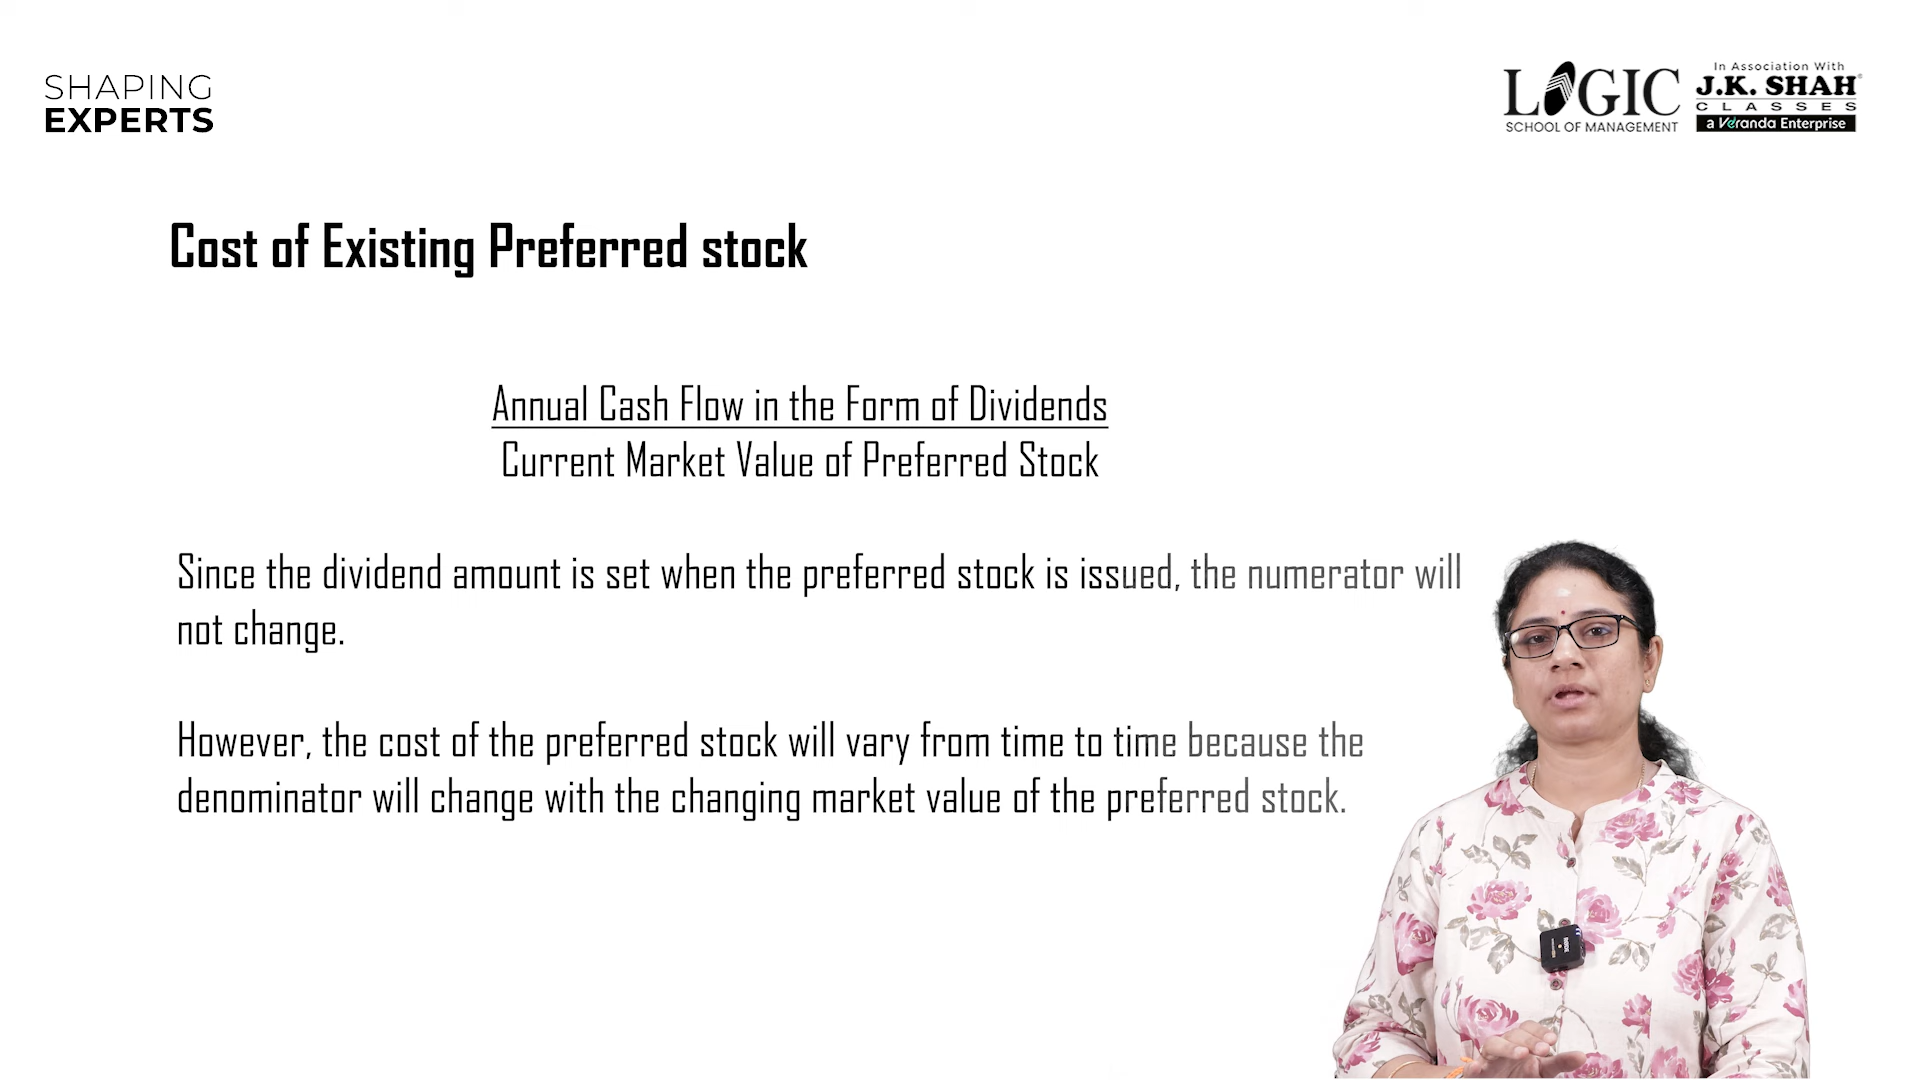 SHAPING
EXPERTS
LOGIC
SCHOOL OF MANAGEMENT
In Association With
J.K. SHAH®
CLASSES
a Veranda Enterprise
Cost of Existing Preferred stock
Annual Cash Flow in the Form of Dividends
Current Market Value of Preferred Stock
Since the dividend amount is set when the preferred stock is issued, the numerator will
not change.
However, the cost of the preferred stock will vary from time to time because the
denominator will change with the changing market value of the preferred stock.